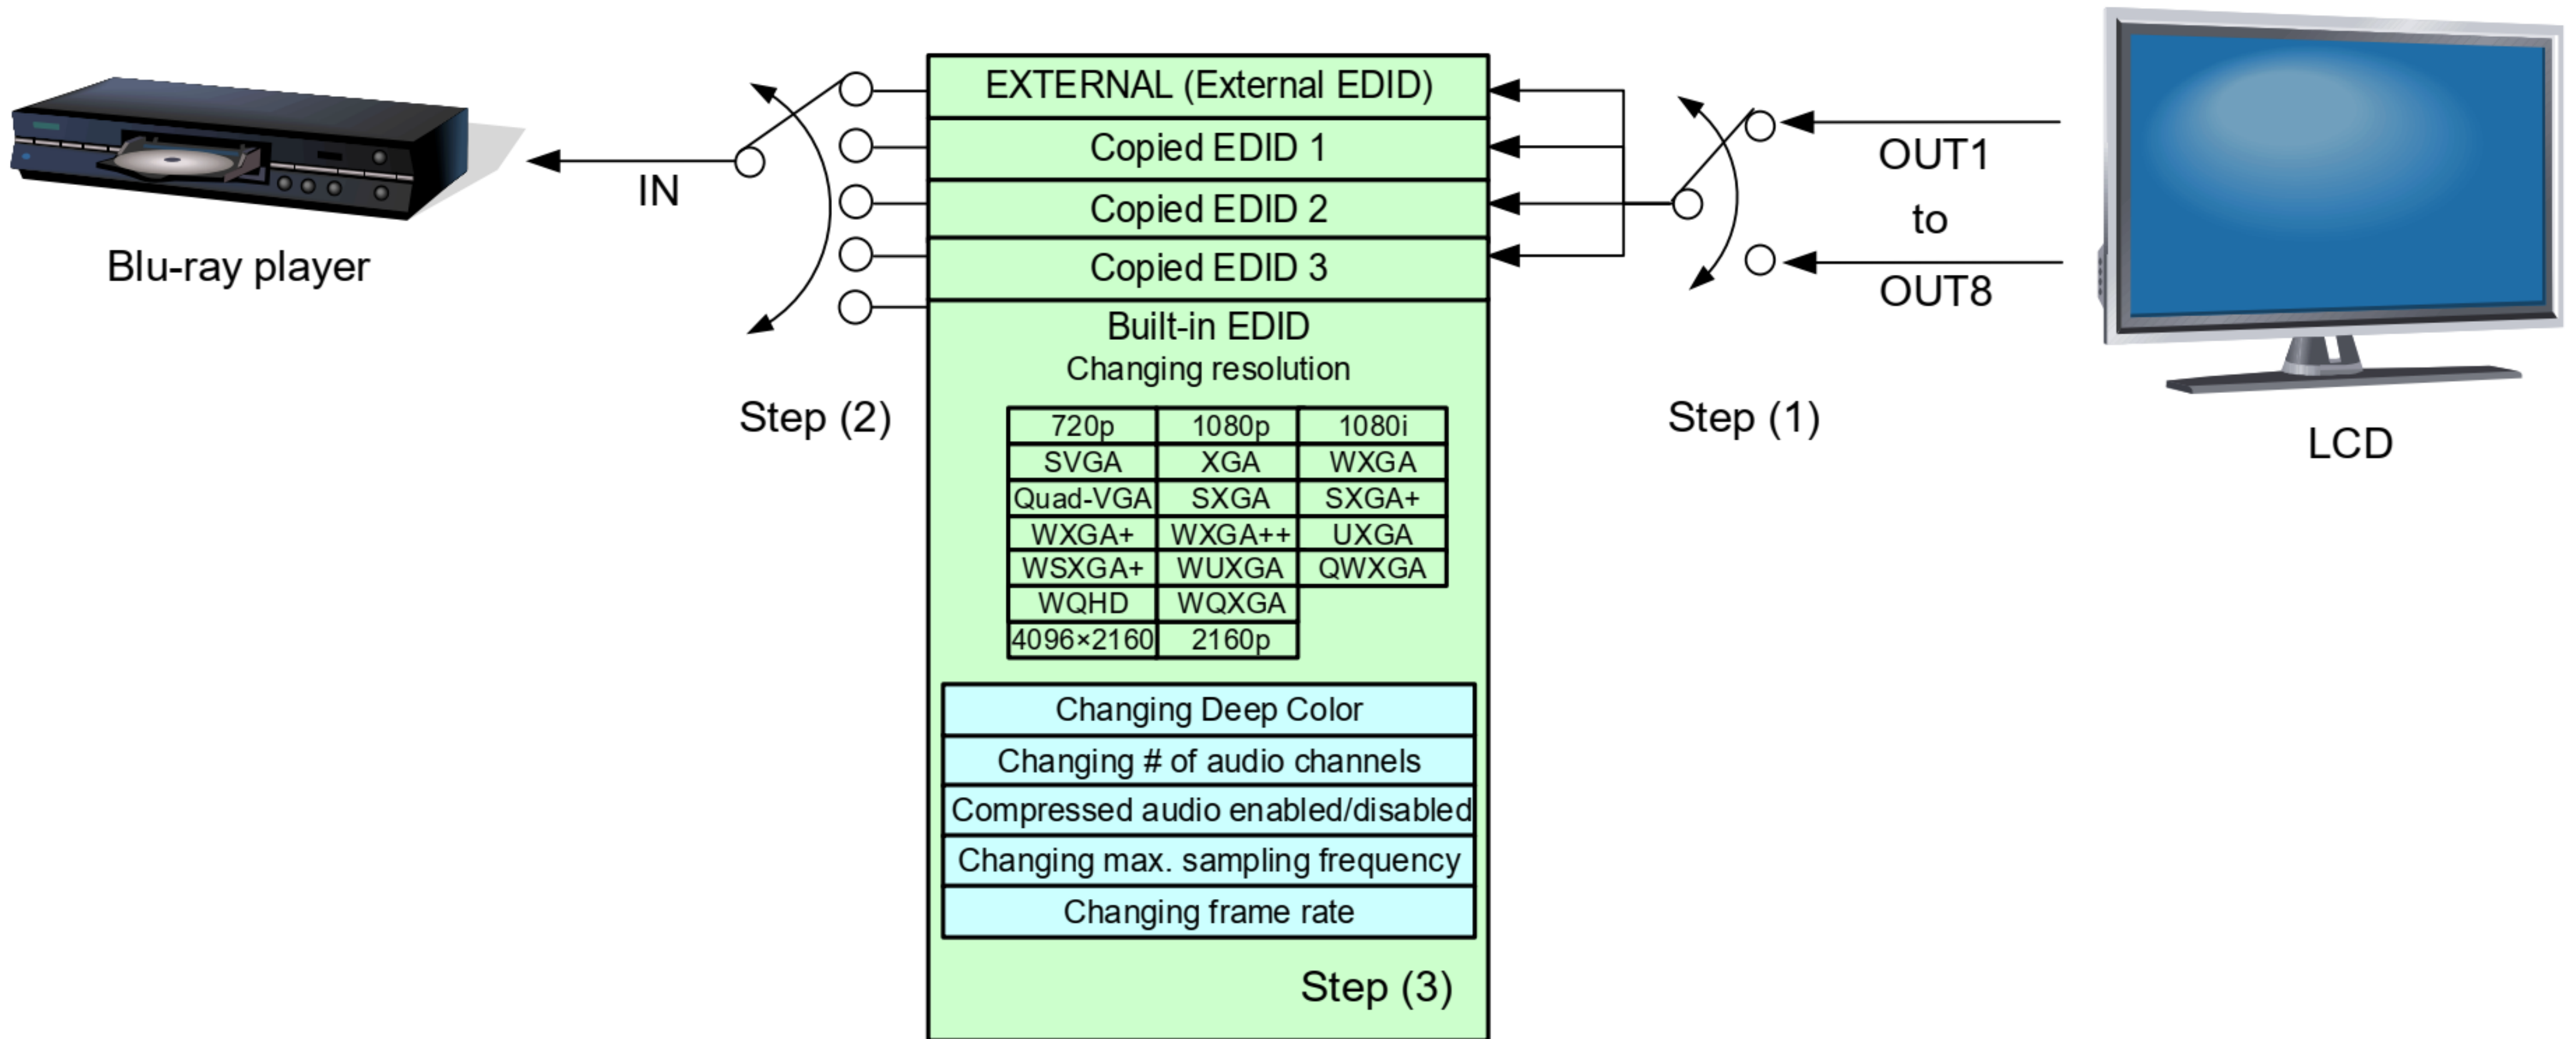 EXTERNAL (External EDID)
Copied EDID 1
Copied EDID 2
Copied EDID 3
Built-in EDID
Changing resolution
720p 1080p 1080i
SVGA XGA WXGA
Quad-VGA SXGA SXGA+
WXGA+ WXGA++ UXGA
WSXGA+ WUXGA QWXGA
WQHD WQXGA
4096×2160 2160p
Changing Deep Color
Changing # of audio channels
Compressed audio enabled/disabled
Changing max. sampling frequency
Changing frame rate
Step (3)
IN
Blu-ray player
Step (2)
OUT1
to
OUT8
Step (1)
LCD